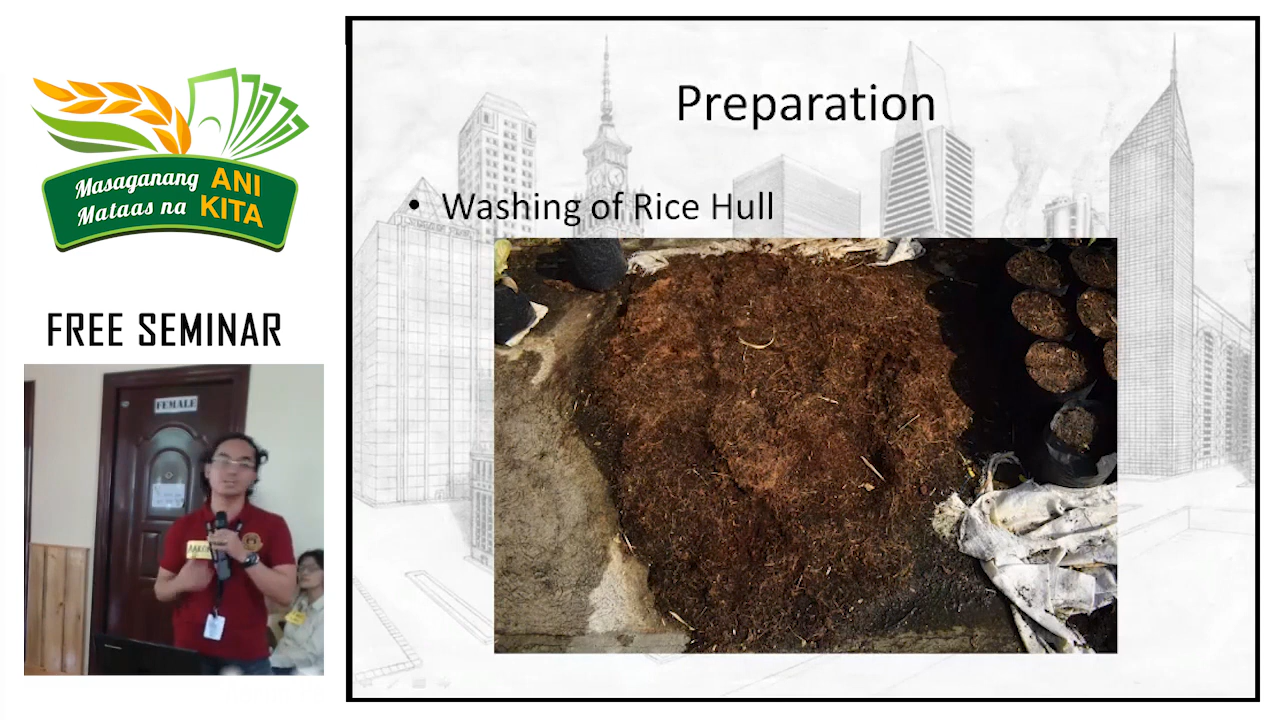 Masaganang ANI
Mataas na KITA
FREE SEMINAR
FEMALE
Preparation
• Washing of Rice Hull